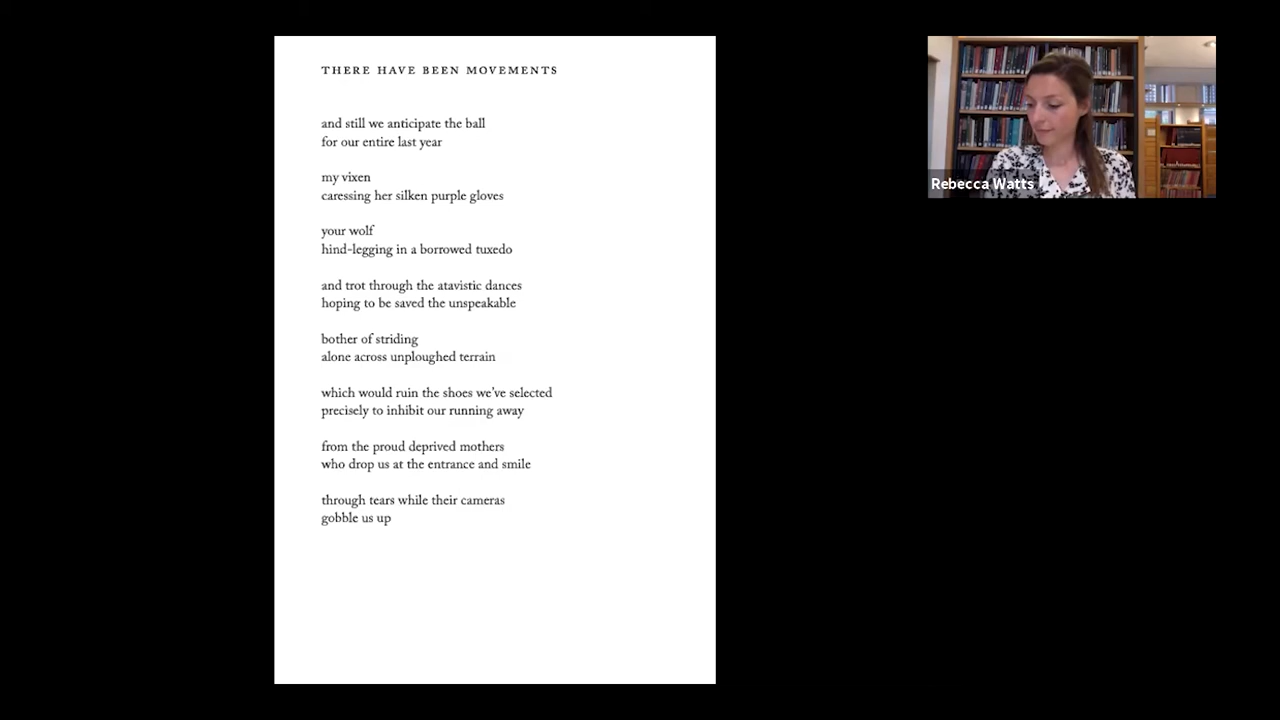 THERE HAVE BEEN MOVEMENTS
and still we anticipate the ball
for our entire last year
my vixen
caressing her silken purple gloves
your wolf
hind-legging in a borrowed tuxedo
and trot through the atavistic dances
hoping to be saved the unspeakable
bother of striding
alone across unploughed terrain
which would ruin the shoes we've selected
precisely to inhibit our running away
from the proud deprived mothers
who drop us at the entrance and smile
through tears while their cameras
gobble us up
Rebecca Watts